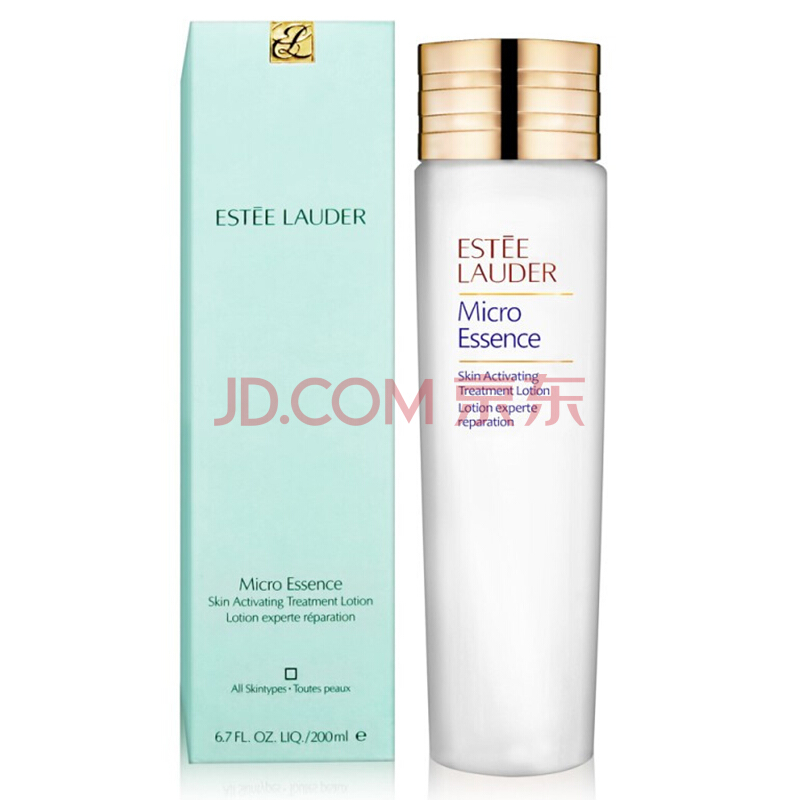 ESTĒE LAUDER
Micro Essence
Skin Activating Treatment Lotion
Lotion experte réparation
All Skintypes • Toutes peaux
6.7 FL. OZ. LIQ./200ml ℮
ESTĒE
LAUDER
Micro
Essence
Skin Activating
Treatment Lotion
Lotion experte
reparation
JD.COM 京东